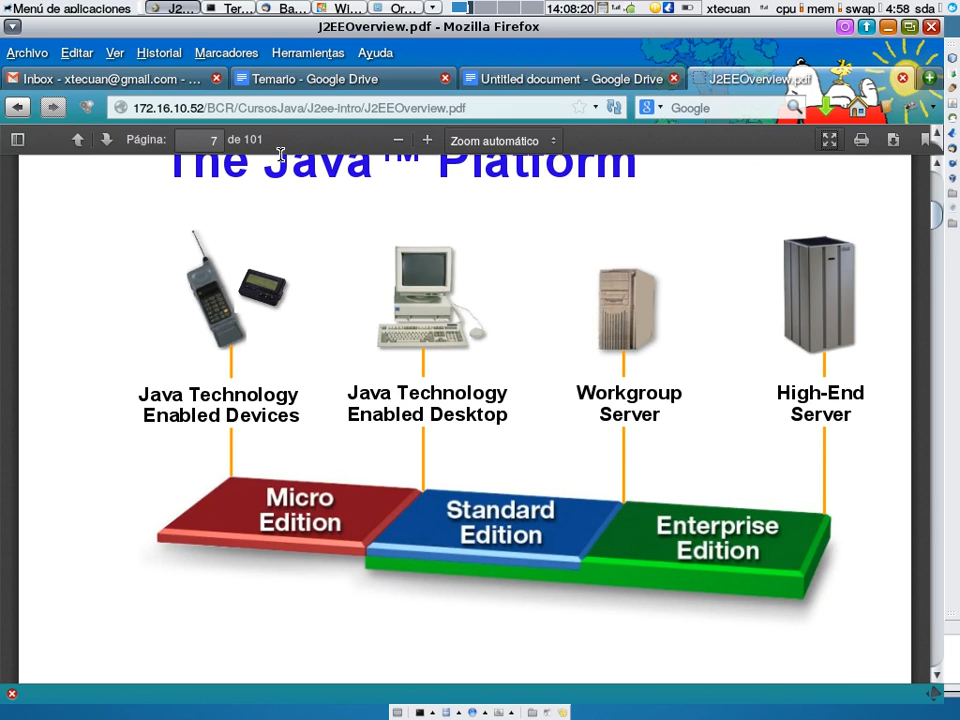 Menú de aplicaciones
J2...
Ter...
Ba...
Wi...
Or...
14:08:20
xtecuan
cpu
mem
swap
4:58
sda
J2EEOverview.pdf - Mozilla Firefox
Archivo Editar Ver Historial Marcadores Herramientas Ayuda
Inbox - xtecuan@gmail.com - ...
Temario - Google Drive
Untitled document - Google Drive
J2EEOverview.pdf
172.16.10.52/BCR/CursosJava/J2ee-intro/J2EEOverview.pdf
Google
Página: 7 de 101
Zoom automático
The Java™ Platform
Java Technology
Enabled Devices
Java Technology
Enabled Desktop
Workgroup
Server
High-End
Server
Micro
Edition
Standard
Edition
Enterprise
Edition